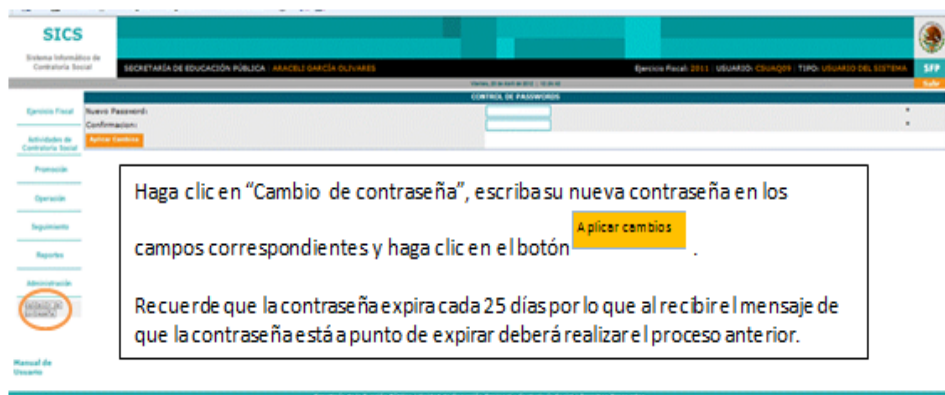 SICS
Sistema Informático de
Contraloría Social
SECRETARÍA DE EDUCACIÓN PÚBLICA : ARACELI GARCÍA OLIVARES
Ejercicio Fiscal: 2011 : USUARIO: CSUAQ09 : TIPO: USUARIO DEL SISTEMA
SFP
Salir
CONTROL DE PASSWORDS
Ejercicio Fiscal
Nuevo Password:
*
Confirmacion:
*
Actividades de
Contraloría Social
Aplicar Cambios
Promoción
Operación
Seguimiento
Reportes
Administración
Manual de
Usuario
Haga clic en “Cambio de contraseña”, escriba su nueva contraseña en los
campos correspondientes y haga clic en el botón Aplicar cambios .
Recuerde que la contraseña expira cada 25 días por lo que al recibir el mensaje de
que la contraseña está a punto de expirar deberá realizar el proceso anterior.